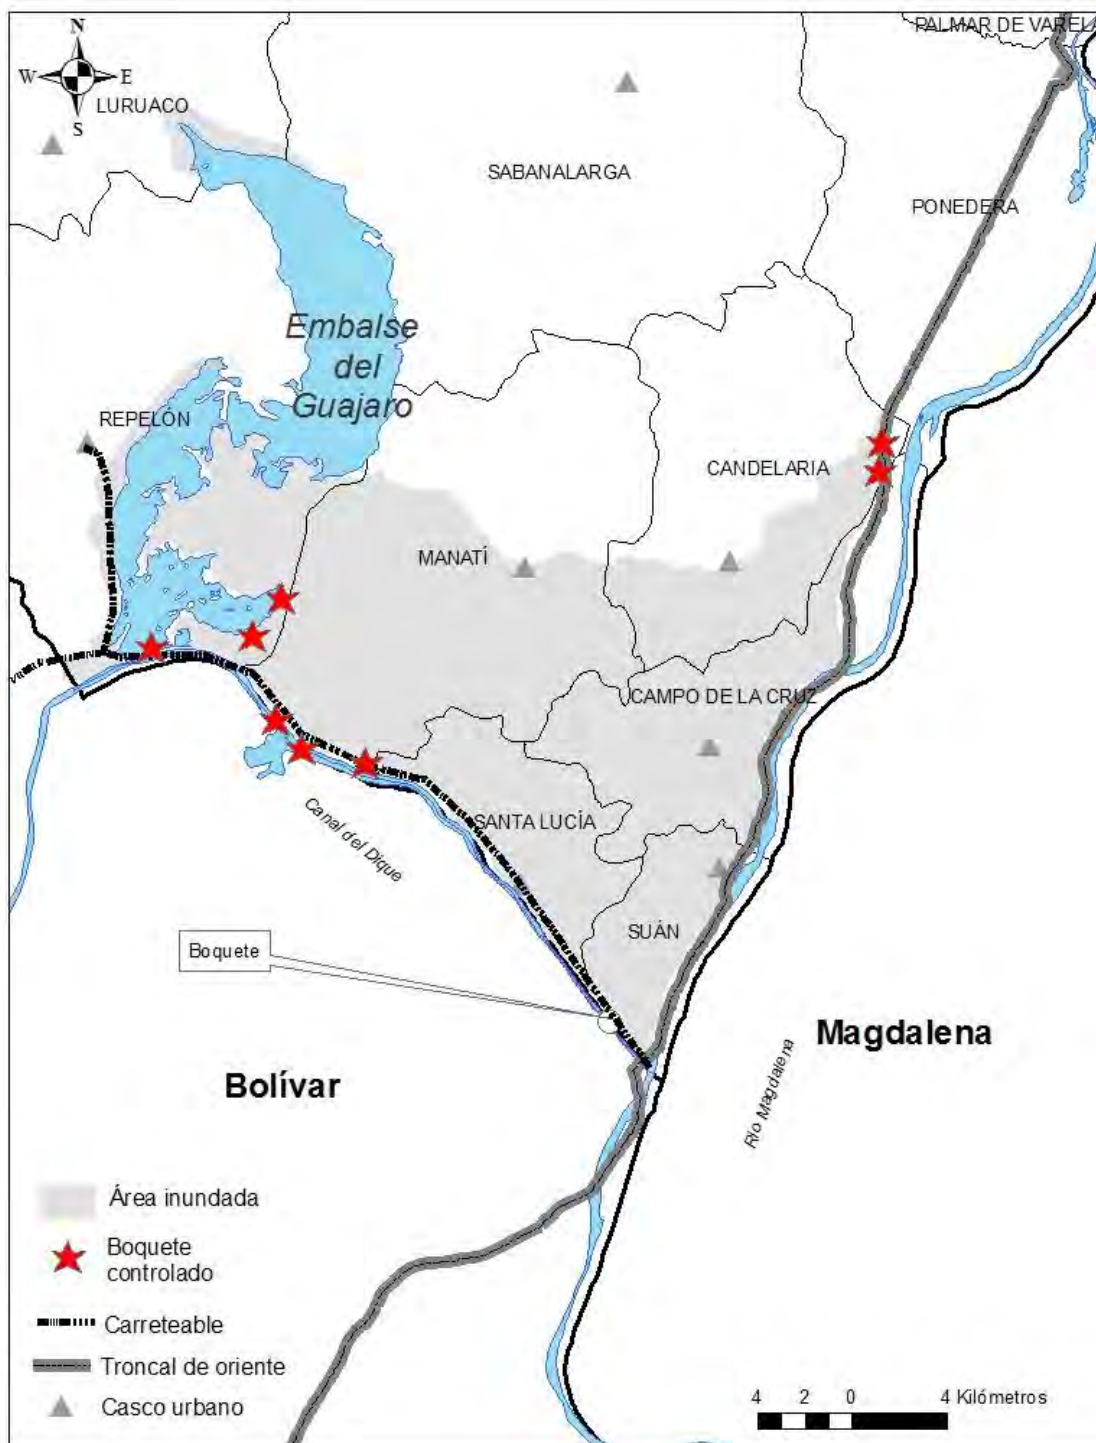 PALMAR DE VARELA
N
W
E
S
LURUACO
SABANALARGA
PONEDERA
Embalse
del
Guajaro
REPELÓN
CANDELARIA
MANATÍ
CAMPO DE LA CRUZ
Canal del Dique
SANTA LUCÍA
SUÁN
Boquete
Magdalena
Río Magdalena
Bolívar
Área inundada
Boquete
controlado
Carreteable
Troncal de oriente
Casco urbano
4 2 0 4 Kilómetros